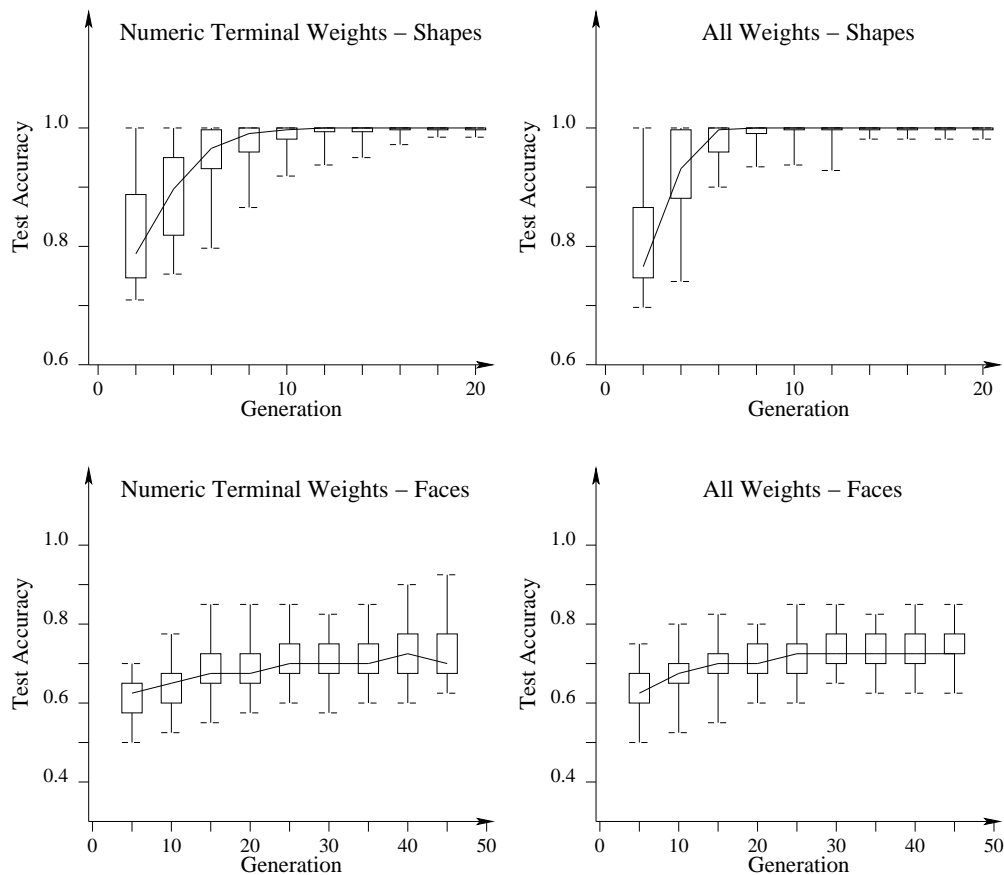 Numeric Terminal Weights – Shapes
Test Accuracy
1.0
0.8
0.6
0 10 20
Generation
All Weights – Shapes
Test Accuracy
1.0
0.8
0.6
0 10 20
Generation
Numeric Terminal Weights – Faces
Test Accuracy
1.0
0.8
0.6
0.4
0 10 20 30 40 50
Generation
All Weights – Faces
Test Accuracy
1.0
0.8
0.6
0.4
0 10 20 30 40 50
Generation